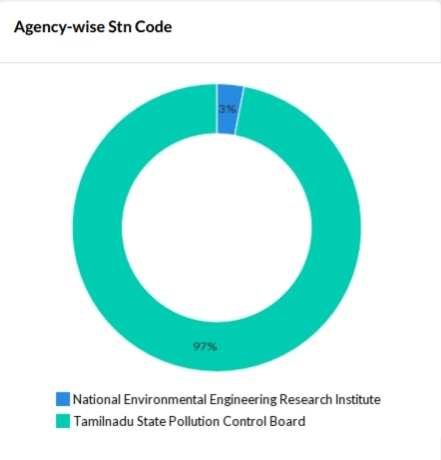 Agency-wise Stn Code
3%
97%
National Environmental Engineering Research Institute
Tamilnadu State Pollution Control Board